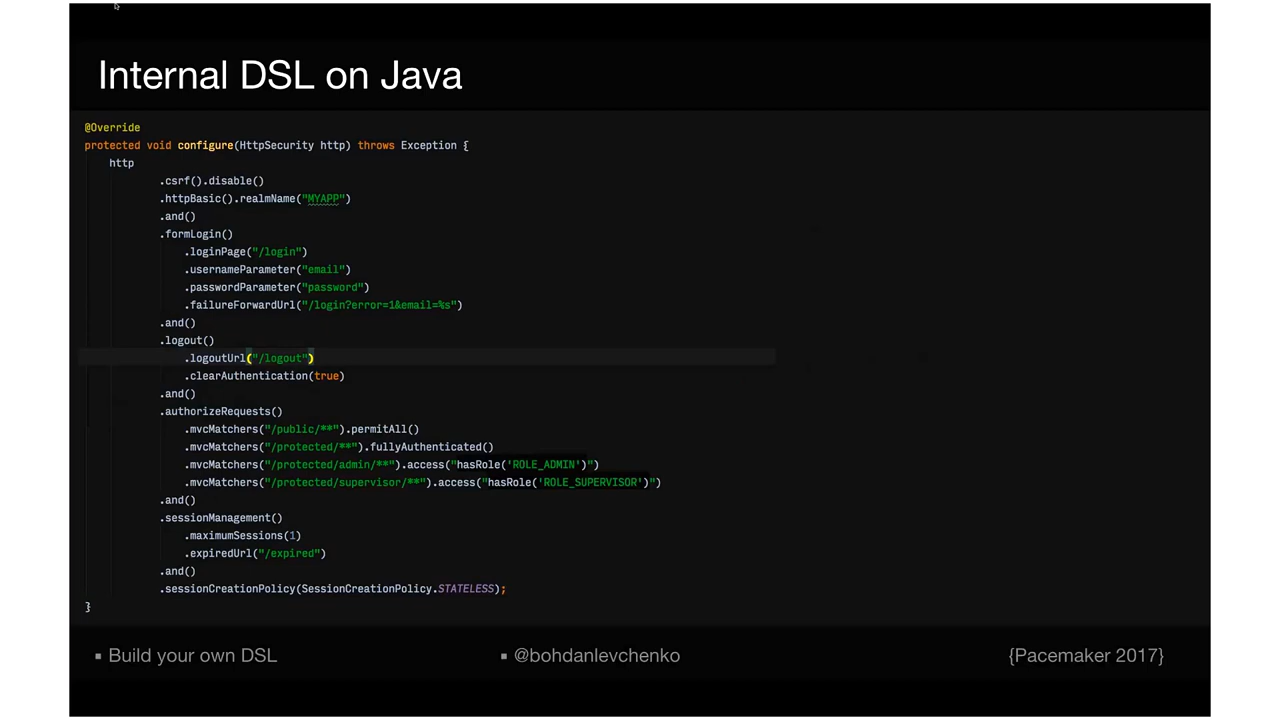 Internal DSL on Java
@Override
protected void configure(HttpSecurity http) throws Exception {
http
.csrf().disable()
.httpBasic().realmName("MYAPP")
.and()
.formLogin()
.loginPage("/login")
.usernameParameter("email")
.passwordParameter("password")
.failureForwardUrl("/login?error=1&email=%s")
.and()
.logout()
.logoutUrl("/logout")
.clearAuthentication(true)
.and()
.authorizeRequests()
.mvcMatchers("/public/**").permitAll()
.mvcMatchers("/protected/**").fullyAuthenticated()
.mvcMatchers("/protected/admin/**").access("hasRole('ROLE_ADMIN')")
.mvcMatchers("/protected/supervisor/**").access("hasRole('ROLE_SUPERVISOR')")
.and()
.sessionManagement()
.maximumSessions(1)
.expiredUrl("/expired")
.and()
.sessionCreationPolicy(SessionCreationPolicy.STATELESS);
}
▪ Build your own DSL
▪ @bohdanlevchenko
{Pacemaker 2017}